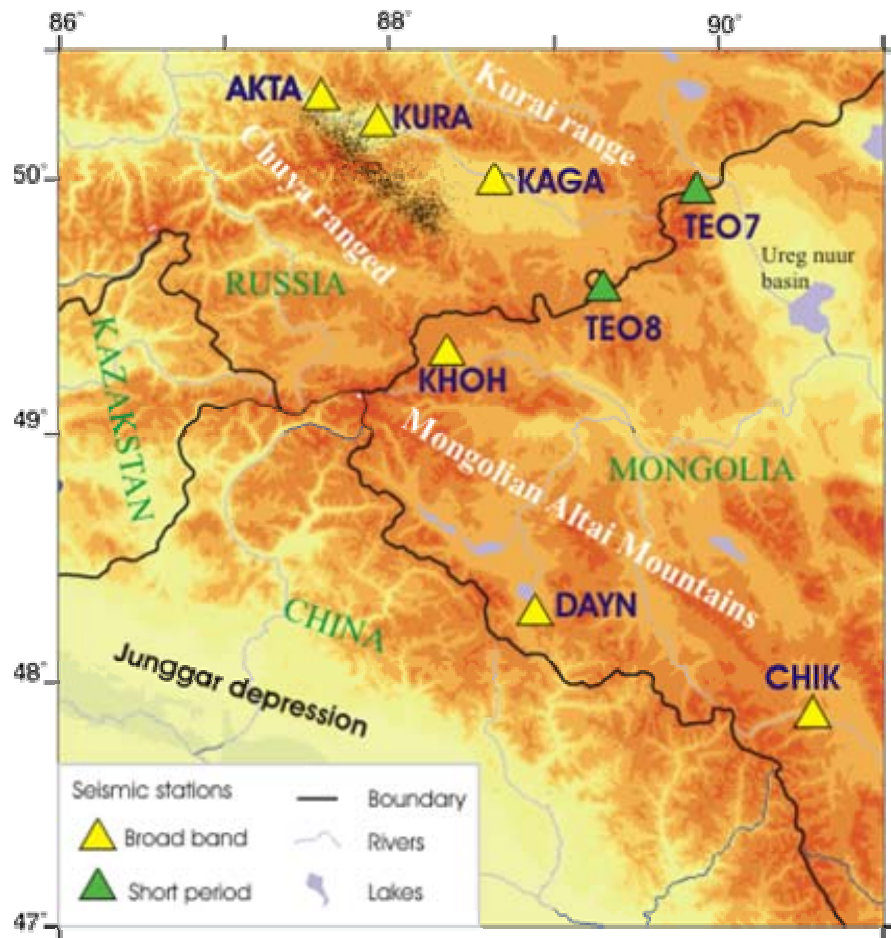 86° 88° 90°
AKTA
KURA
Kurai range
50°
KAGA
Chuya ranged
TEO7
Ureg nuur
basin
RUSSIA
TEO8
KAZAKSTAN
KHOH
49°
Mongolian Altai Mountains
MONGOLIA
DAYN
CHINA
48°
Junggar depression
CHIK
Seismic stations
Broad band
Short period
Boundary
Rivers
Lakes
47°